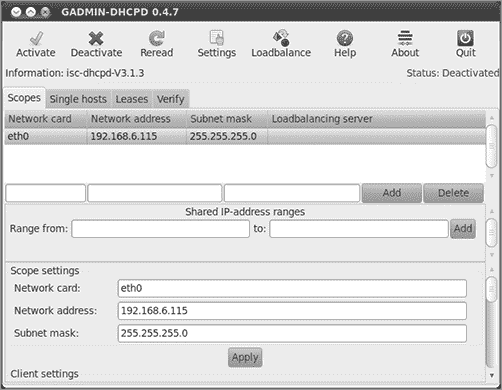 GADMIN-DHCPD 0.4.7
Activate Deactivate Reread Settings Loadbalance Help About Quit
Information: isc-dhcpd-V3.1.3 Status: Deactivated
Scopes Single hosts Leases Verify
Network card Network address Subnet mask Loadbalancing server
eth0 192.168.6.115 255.255.255.0
Add Delete
Shared IP-address ranges
Range from: to: Add
Scope settings
Network card: eth0
Network address: 192.168.6.115
Subnet mask: 255.255.255.0
Apply
Client settings